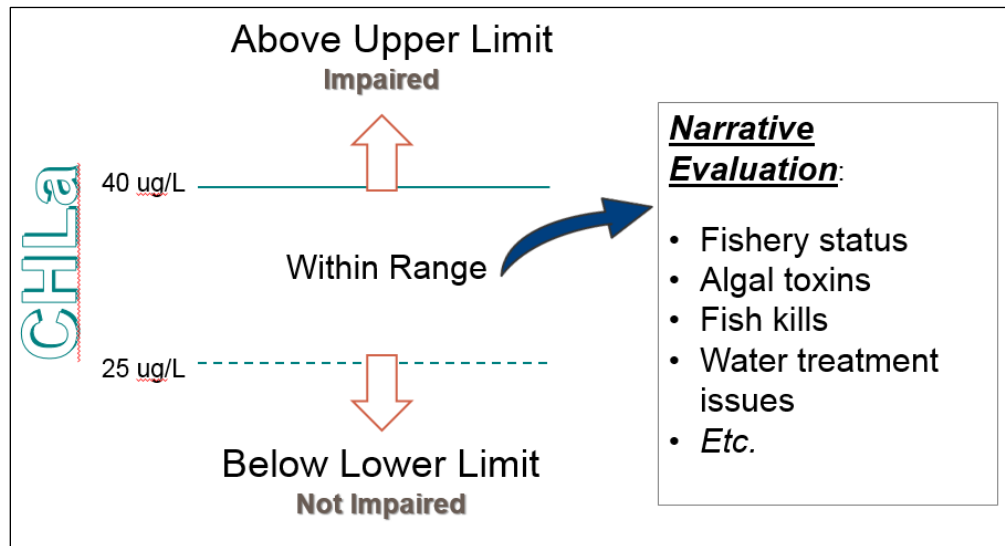 Above Upper Limit
Impaired
CHLa
40 ug/L
Within Range
25 ug/L
Below Lower Limit
Not Impaired
Narrative
Evaluation:
• Fishery status
• Algal toxins
• Fish kills
• Water treatment
issues
• Etc.